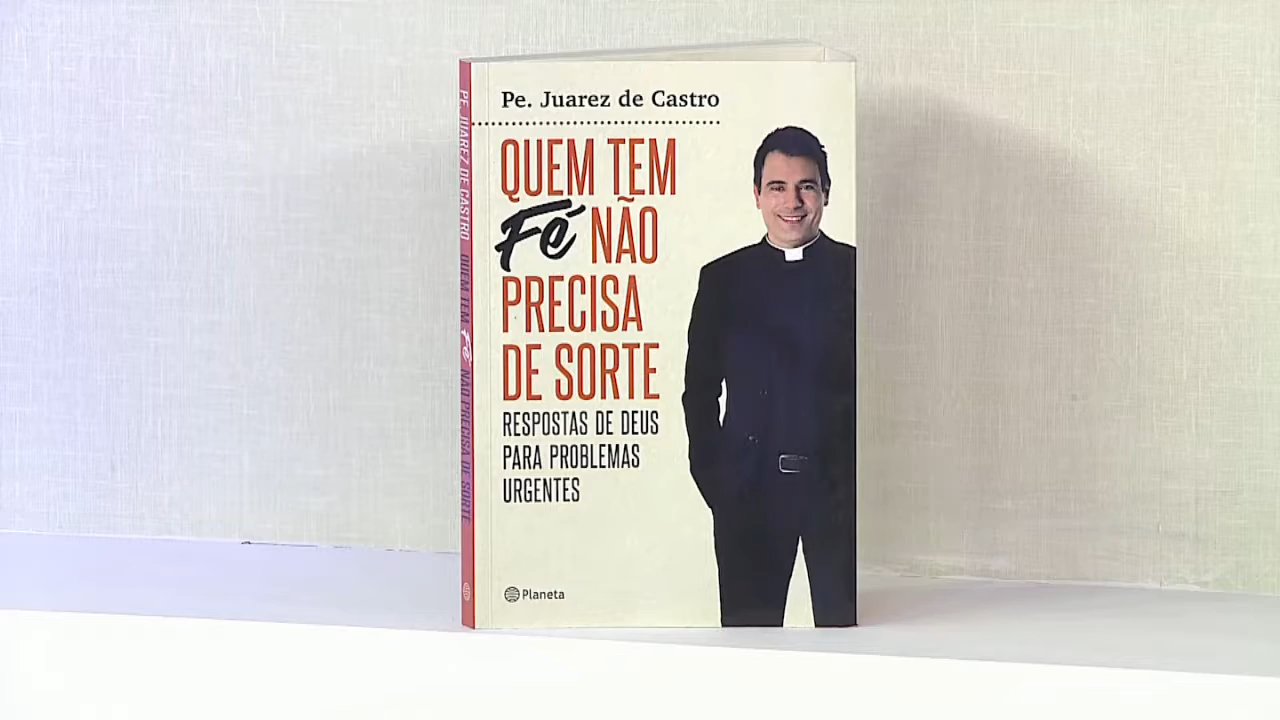 Pe. Juarez de Castro
QUEM TEM
Fé NÃO
PRECISA
DE SORTE
RESPOSTAS DE DEUS
PARA PROBLEMAS
URGENTES
Planeta
PE. JUAREZ DE CASTRO QUEM TEM Fé NÃO PRECISA DE SORTE